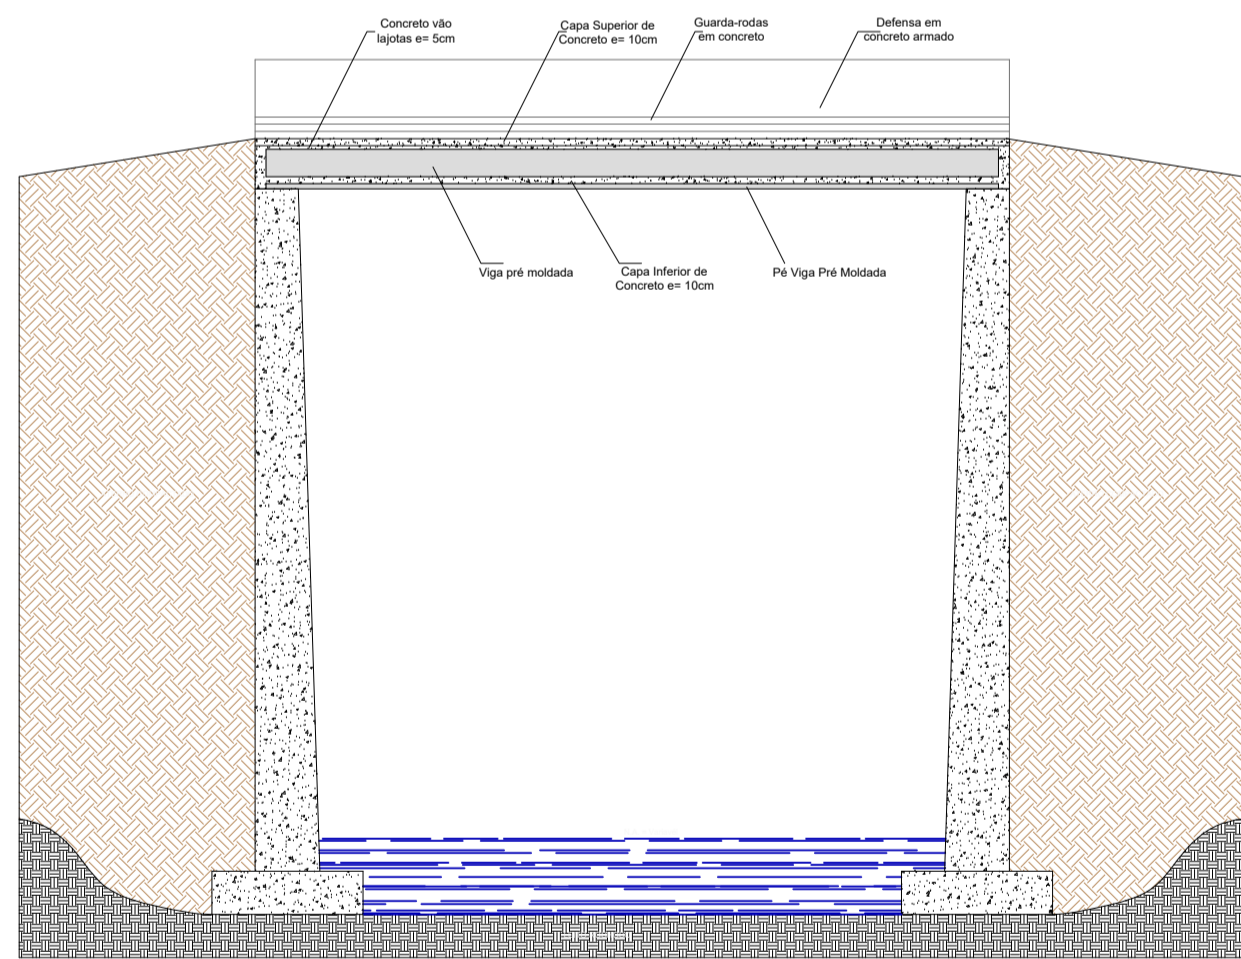 Concreto vão
lajotas e= 5cm
Capa Superior de
Concreto e= 10cm
Guarda-rodas
em concreto
Defensa em
concreto armado
Viga pré moldada
Capa Inferior de
Concreto e= 10cm
Pé Viga Pré Moldada